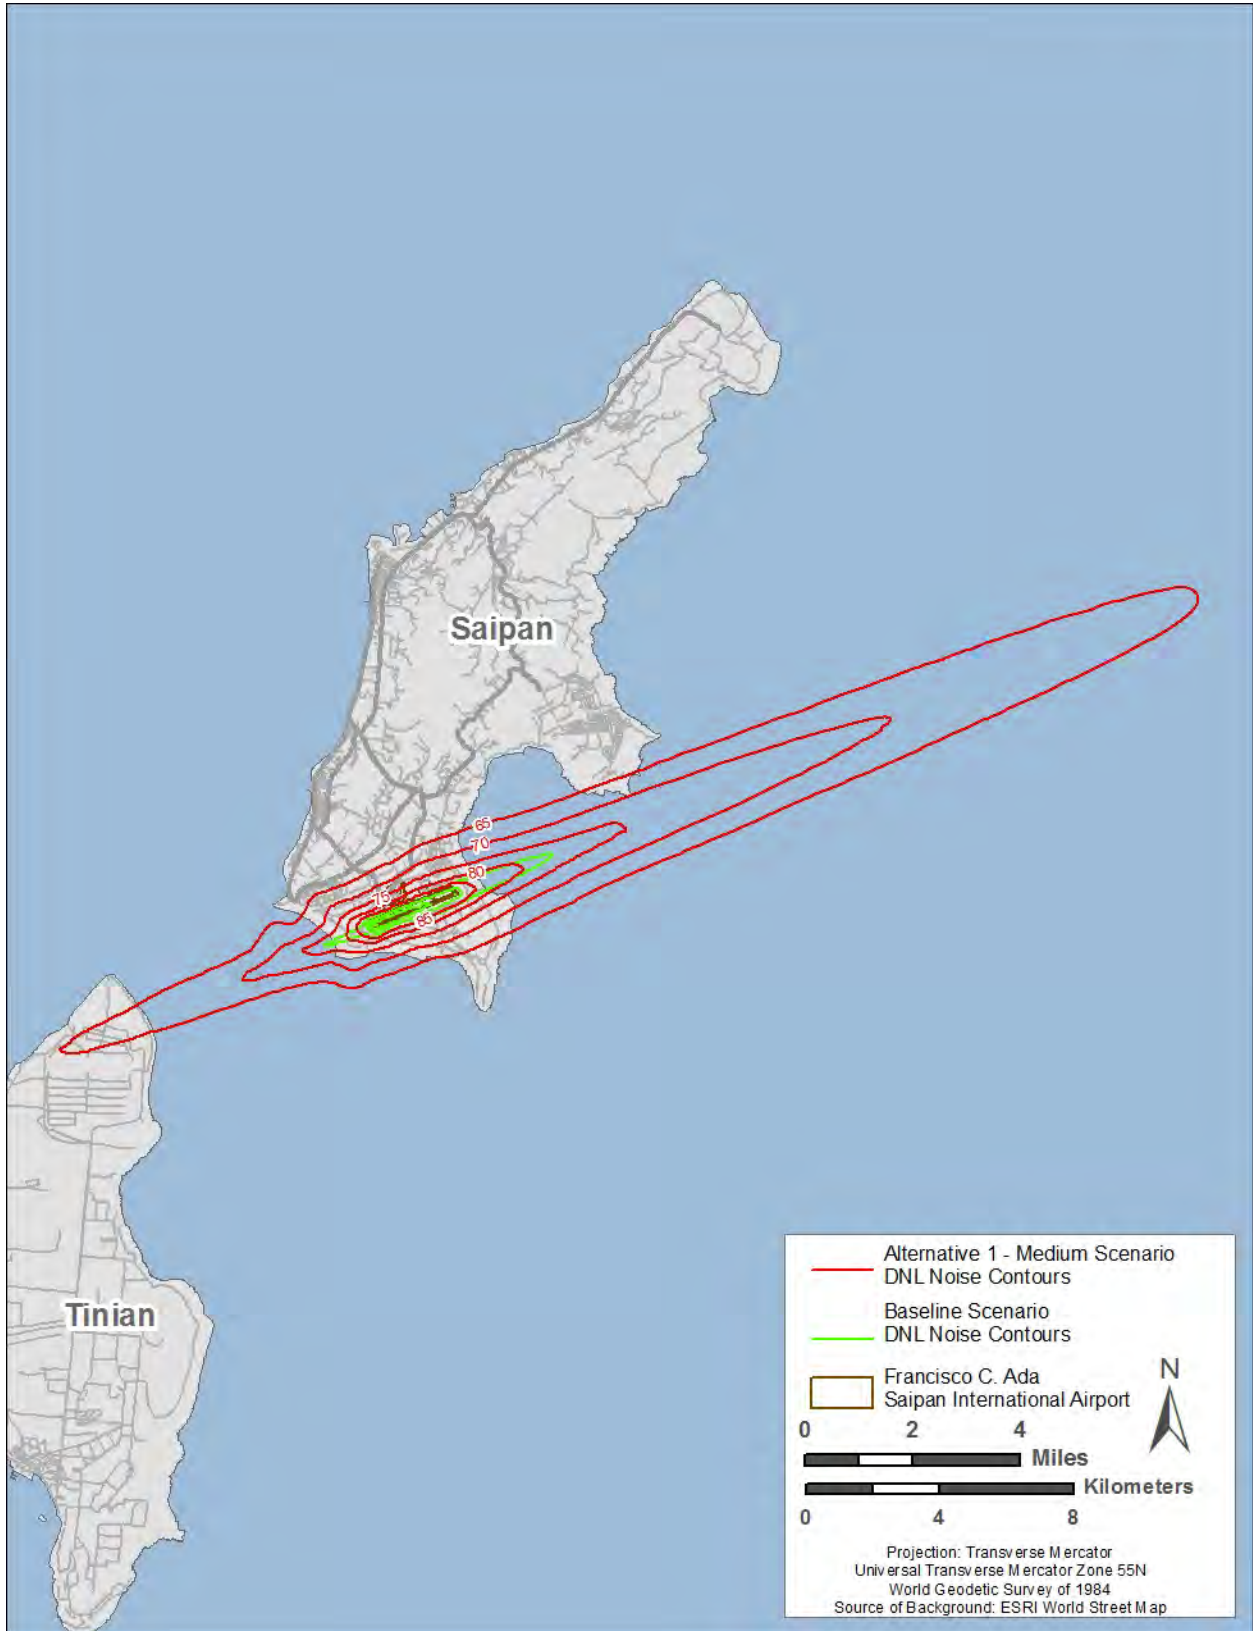 Saipan
65
70
80
75
85
Tinian
Alternative 1 - Medium Scenario
DNL Noise Contours
Baseline Scenario
DNL Noise Contours
Francisco C. Ada
Saipan International Airport
N
0 2 4
Miles
Kilometers
0 4 8
Projection: Transverse Mercator
Universal Transverse Mercator Zone 55N
World Geodetic Survey of 1984
Source of Background: ESRI World Street Map